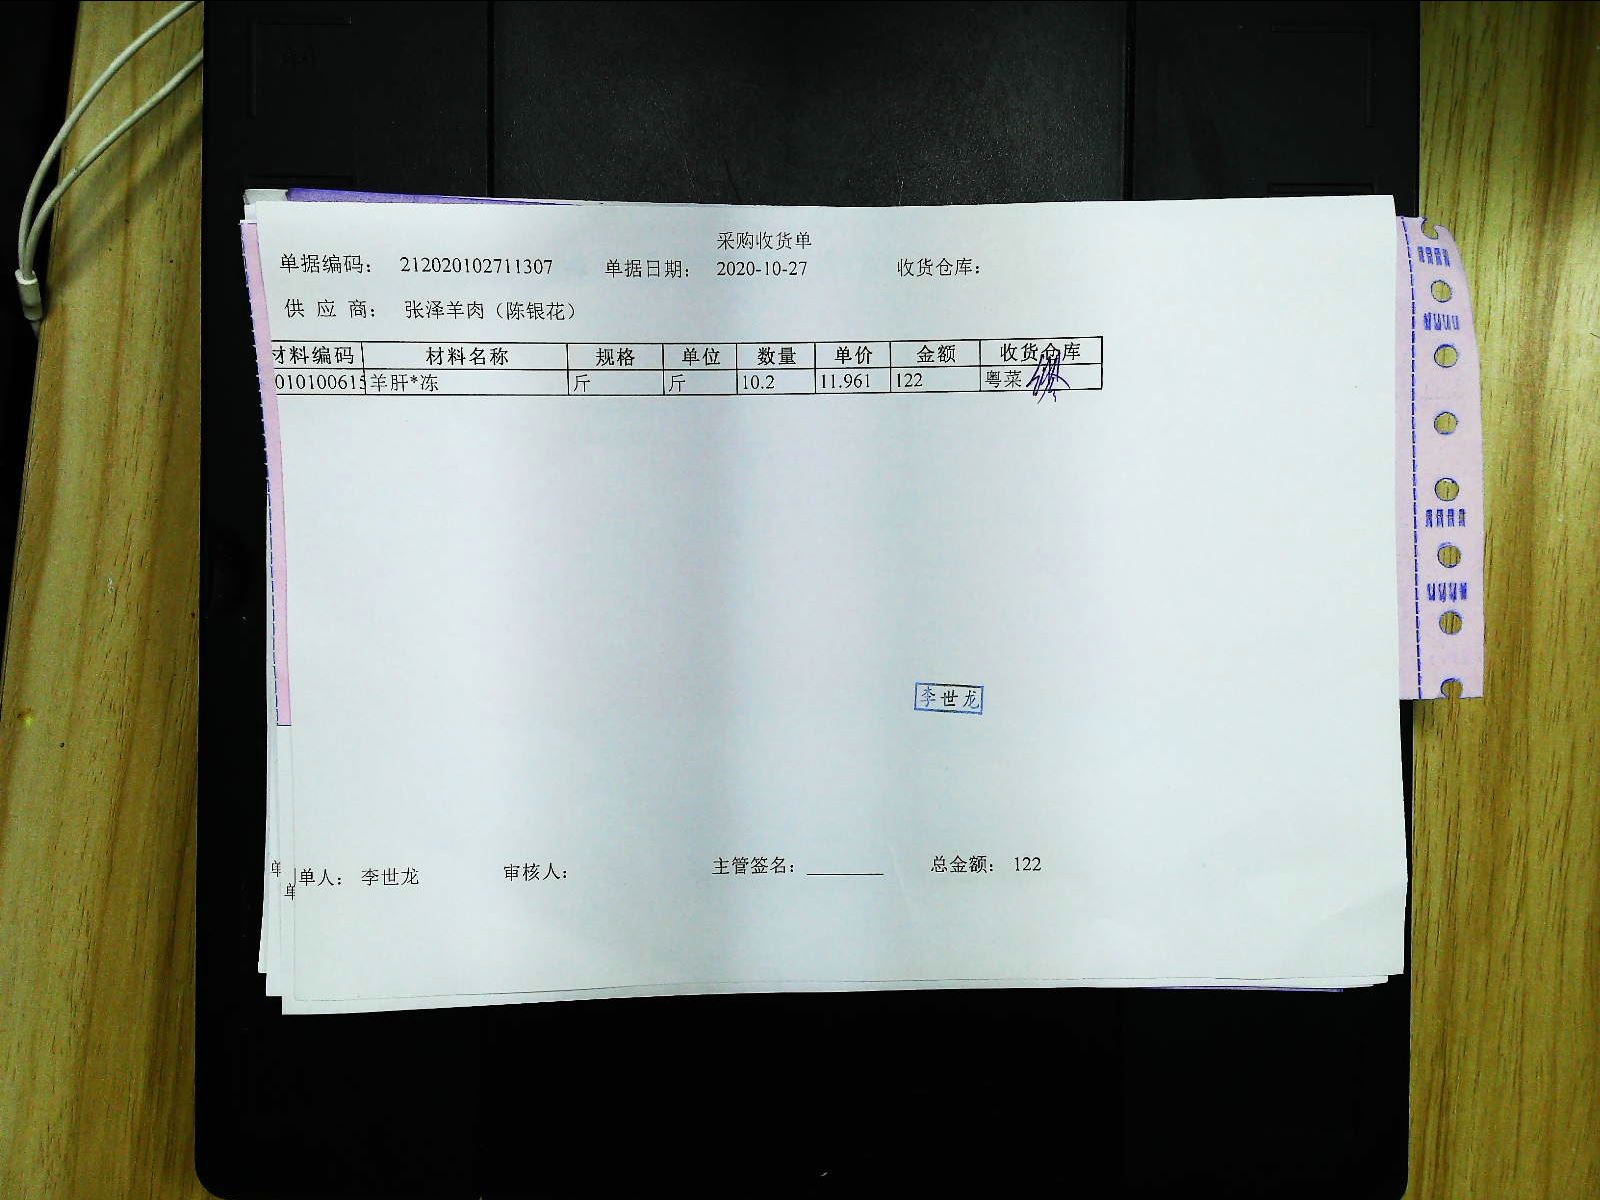 采购收货单
单据编码： 212020102711307 单据日期： 2020-10-27 收货仓库：
供 应 商： 张泽羊肉（陈银花）
材料编码 材料名称 规格 单位 数量 单价 金额 收货仓库
010100615 羊肝*冻 斤 斤 10.2 11.961 122 粤菜
李世龙
单人： 李世龙 审核人： 主管签名：________ 总金额： 122
单
单